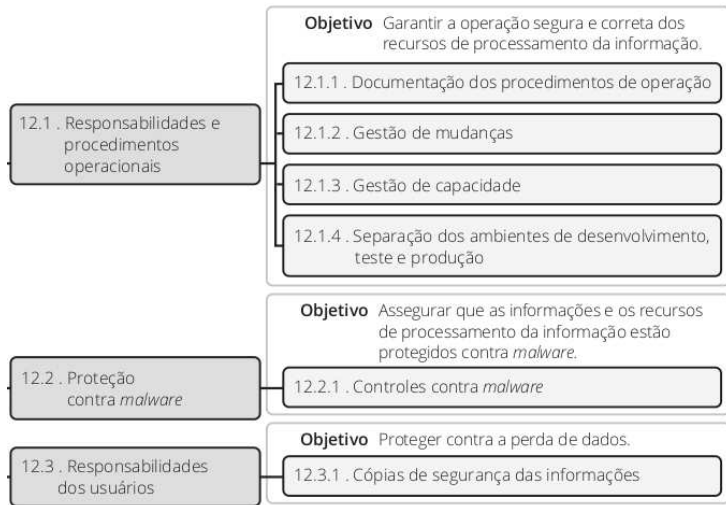 Objetivo Garantir a operação segura e correta dos
recursos de processamento da informação.
12.1 . Responsabilidades e
procedimentos
operacionais
12.1.1 . Documentação dos procedimentos de operação
12.1.2 . Gestão de mudanças
12.1.3 . Gestão de capacidade
12.1.4 . Separação dos ambientes de desenvolvimento,
teste e produção
Objetivo Assegurar que as informações e os recursos
de processamento da informação estão
protegidos contra malware.
12.2 . Proteção
contra malware
12.2.1 . Controles contra malware
Objetivo Proteger contra a perda de dados.
12.3 . Responsabilidades
dos usuários
12.3.1 . Cópias de segurança das informações